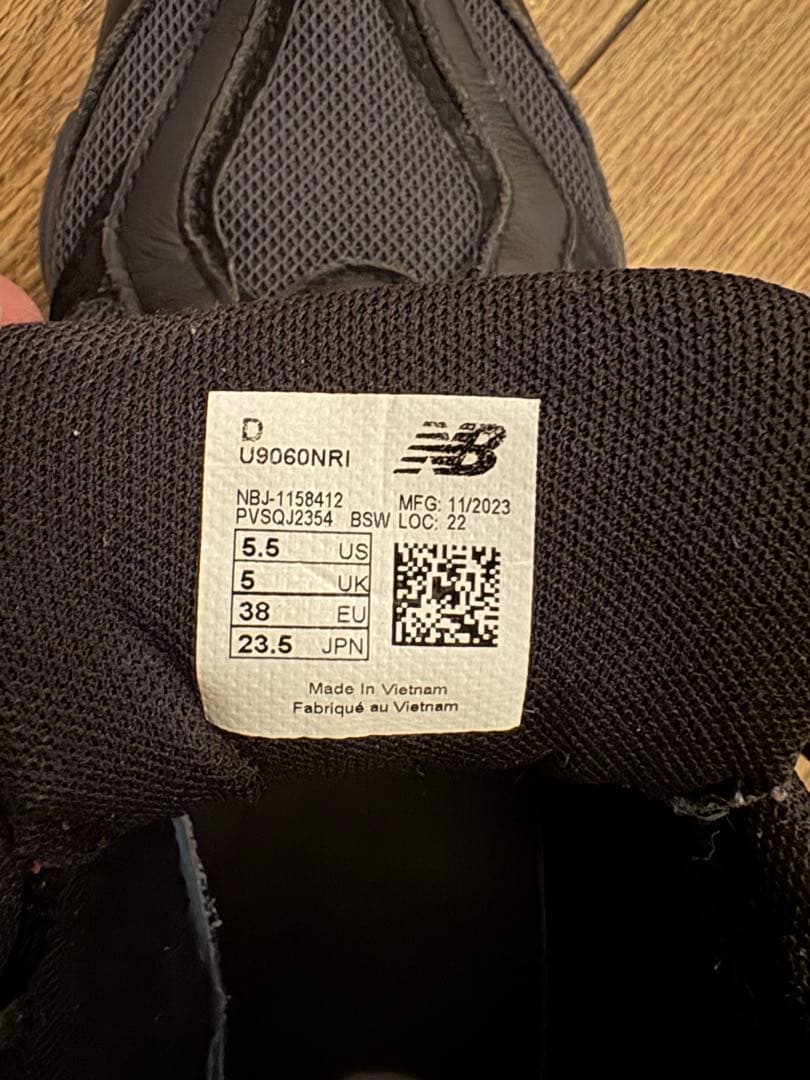 D
U9060NRI
NB
NBJ-1158412
MFG: 11/2023
PVSQJ2354 BSW LOC: 22
5.5 US
5 UK
38 EU
23.5 JPN
Made In Vietnam
Fabriqué au Vietnam